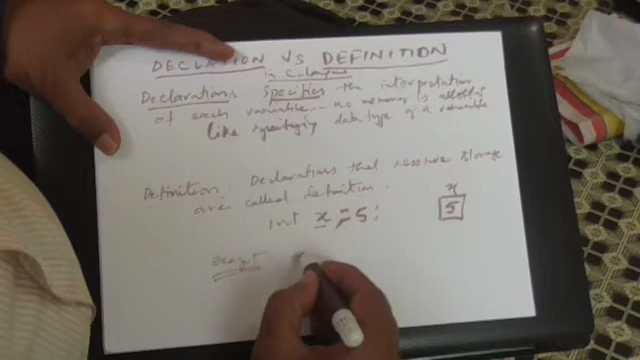 DECLATION VS DEFINITION
in C-language
Declaration: Specifies the interpretation
of each variable - no memory is allotted
like specifying data type of a variable
Definition: Declarations that reserve storage
are called definition.
int x = 5;
x
5